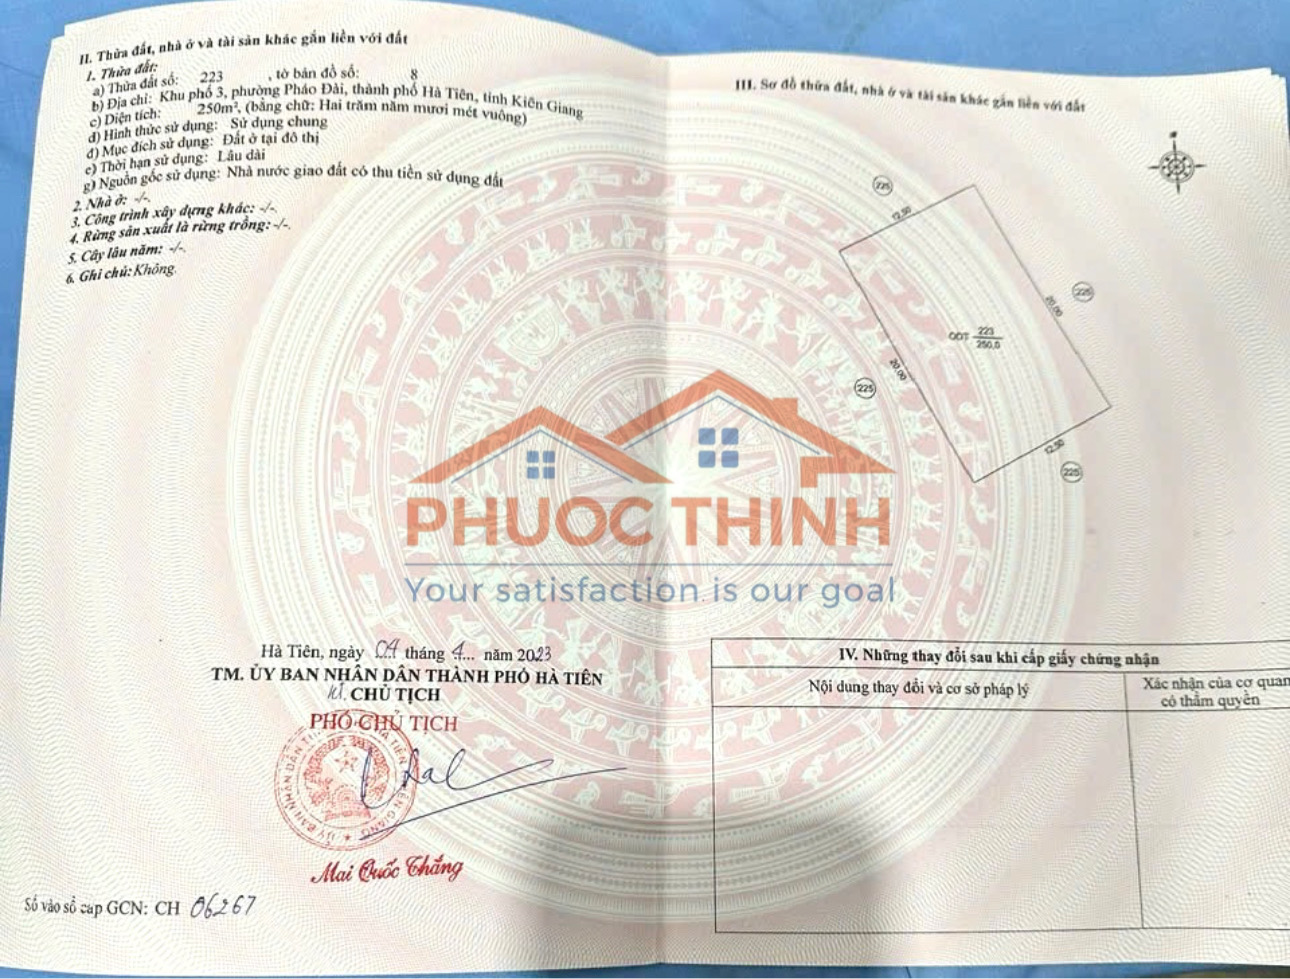 II. Thửa đất, nhà ở và tài sản khác gắn liền với đất
1. Thửa đất:
a) Thửa đất số: 223 , tờ bản đồ số: 8
b) Địa chỉ: Khu phố 3, phường Pháo Đài, thành phố Hà Tiên, tỉnh Kiên Giang
c) Diện tích: 250m², (bằng chữ: Hai trăm năm mươi mét vuông)
d) Hình thức sử dụng: Sử dụng chung
đ) Mục đích sử dụng: Đất ở tại đô thị
e) Thời hạn sử dụng: Lâu dài
g) Nguồn gốc sử dụng: Nhà nước giao đất có thu tiền sử dụng đất
2. Nhà ở: -/-.
3. Công trình xây dựng khác: -/-.
4. Rừng sản xuất là rừng trồng: -/-.
5. Cây lâu năm: -/-.
6. Ghi chú: Không.
Hà Tiên, ngày 04 tháng 4... năm 2023
TM. ỦY BAN NHÂN DÂN THÀNH PHỐ HÀ TIÊN
Kt. CHỦ TỊCH
PHÓ CHỦ TỊCH
Mai Quốc Thắng
Số vào sổ cấp GCN: CH 06267
III. Sơ đồ thửa đất, nhà ở và tài sản khác gắn liền với đất
225
12,50
225
20.00
ODT 223
250,0
20.00
225
12,50
225
PHUOC THINH
Your satisfaction is our goal
IV. Những thay đổi sau khi cấp giấy chứng nhận
Nội dung thay đổi và cơ sở pháp lý
Xác nhận của cơ quan
có thẩm quyền